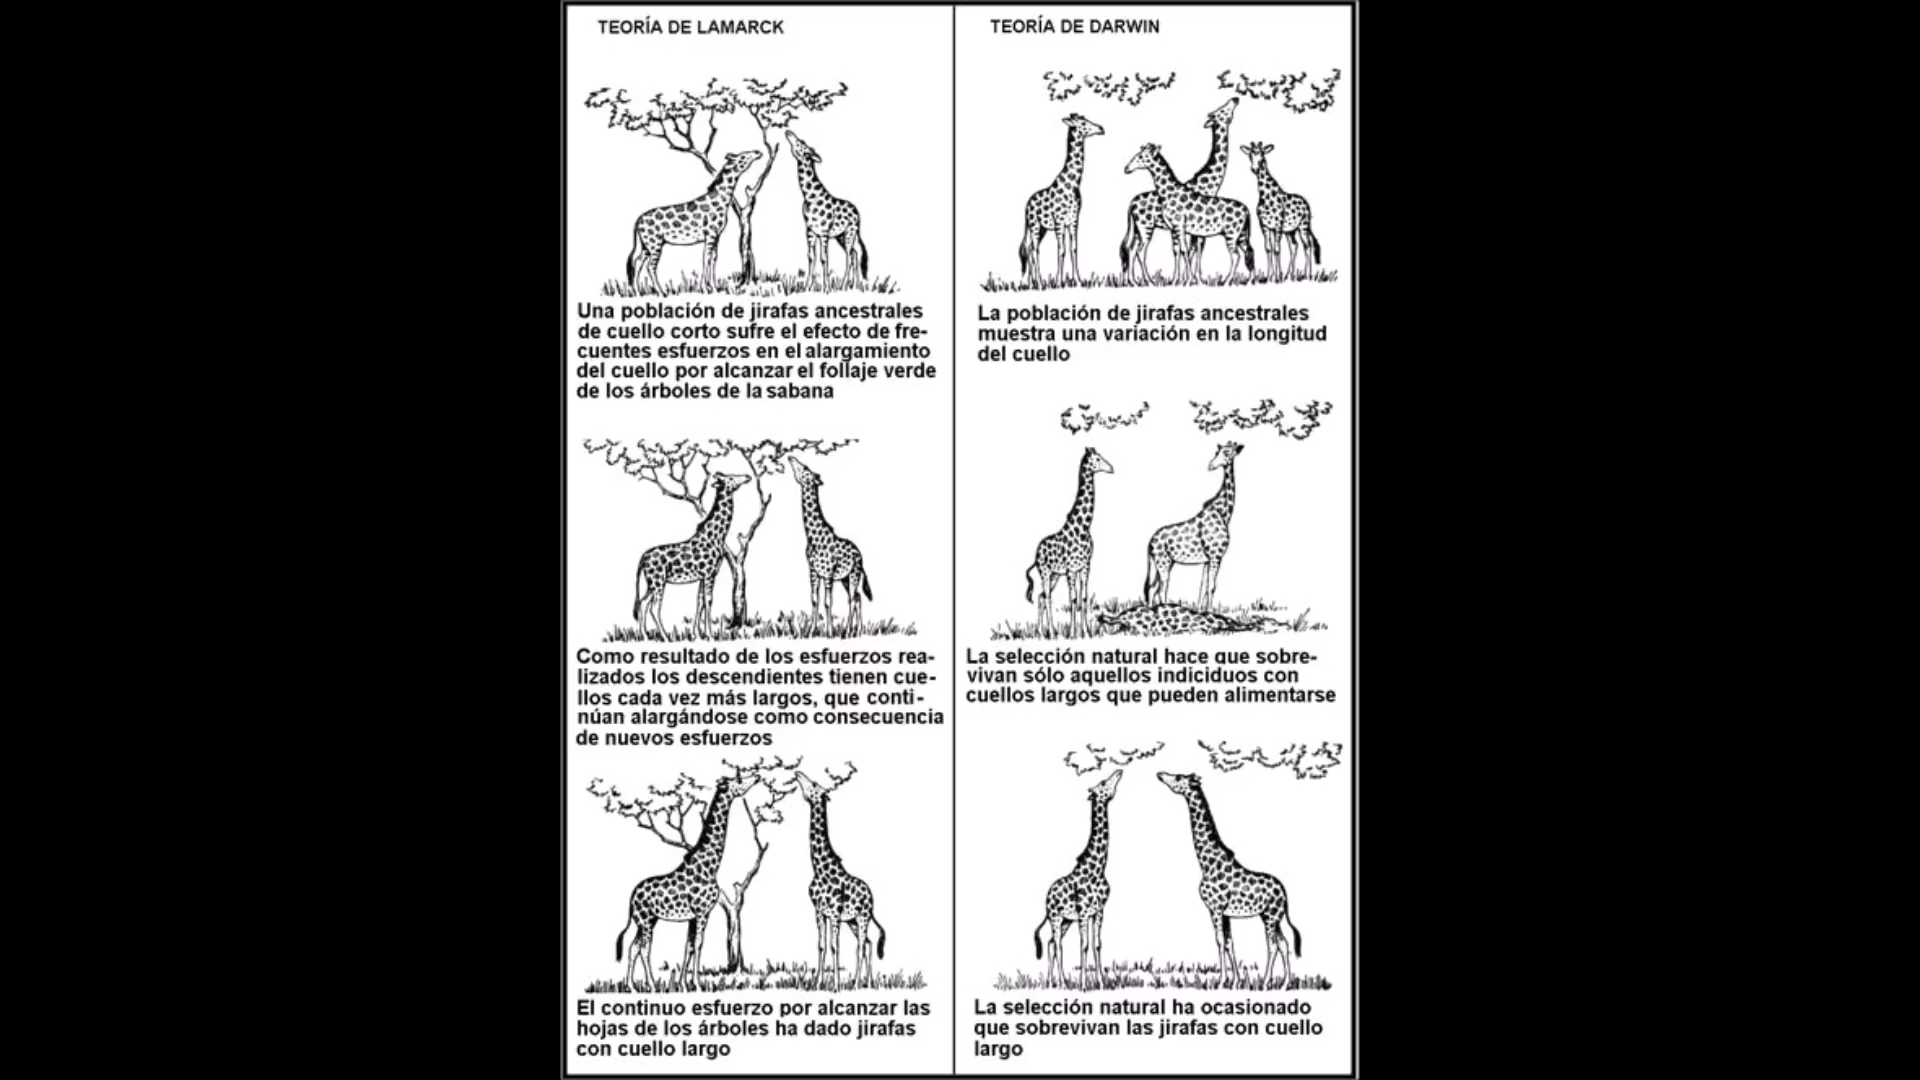 TEORÍA DE LAMARCK
Una población de jirafas ancestrales
de cuello corto sufre el efecto de fre-
cuentes esfuerzos en el alargamiento
del cuello por alcanzar el follaje verde
de los árboles de la sabana
Como resultado de los esfuerzos rea-
lizados los descendientes tienen cue-
llos cada vez más largos, que conti-
núan alargándose como consecuencia
de nuevos esfuerzos
El continuo esfuerzo por alcanzar las
hojas de los árboles ha dado jirafas
con cuello largo
TEORÍA DE DARWIN
La población de jirafas ancestrales
muestra una variación en la longitud
del cuello
La selección natural hace que sobre-
vivan sólo aquellos indiciduos con
cuellos largos que pueden alimentarse
La selección natural ha ocasionado
que sobrevivan las jirafas con cuello
largo